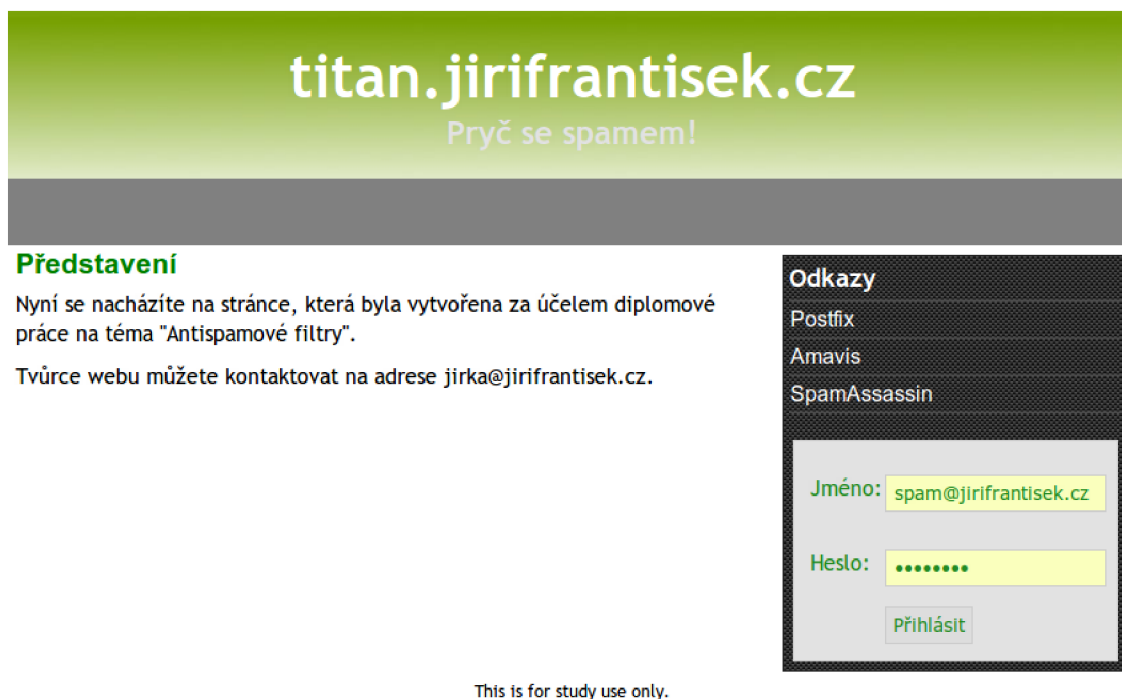 titan.jirifrantisek.cz
Pryč se spamem!
Představení
Nyní se nacházíte na stránce, která byla vytvořena za účelem diplomové
práce na téma "Antispamové filtry".
Tvůrce webu můžete kontaktovat na adrese jirka@jirifrantisek.cz.
Odkazy
Postfix
Amavis
SpamAssassin
Jméno: spam@jirifrantisek.cz
Heslo: ••••••••
Přihlásit
This is for study use only.